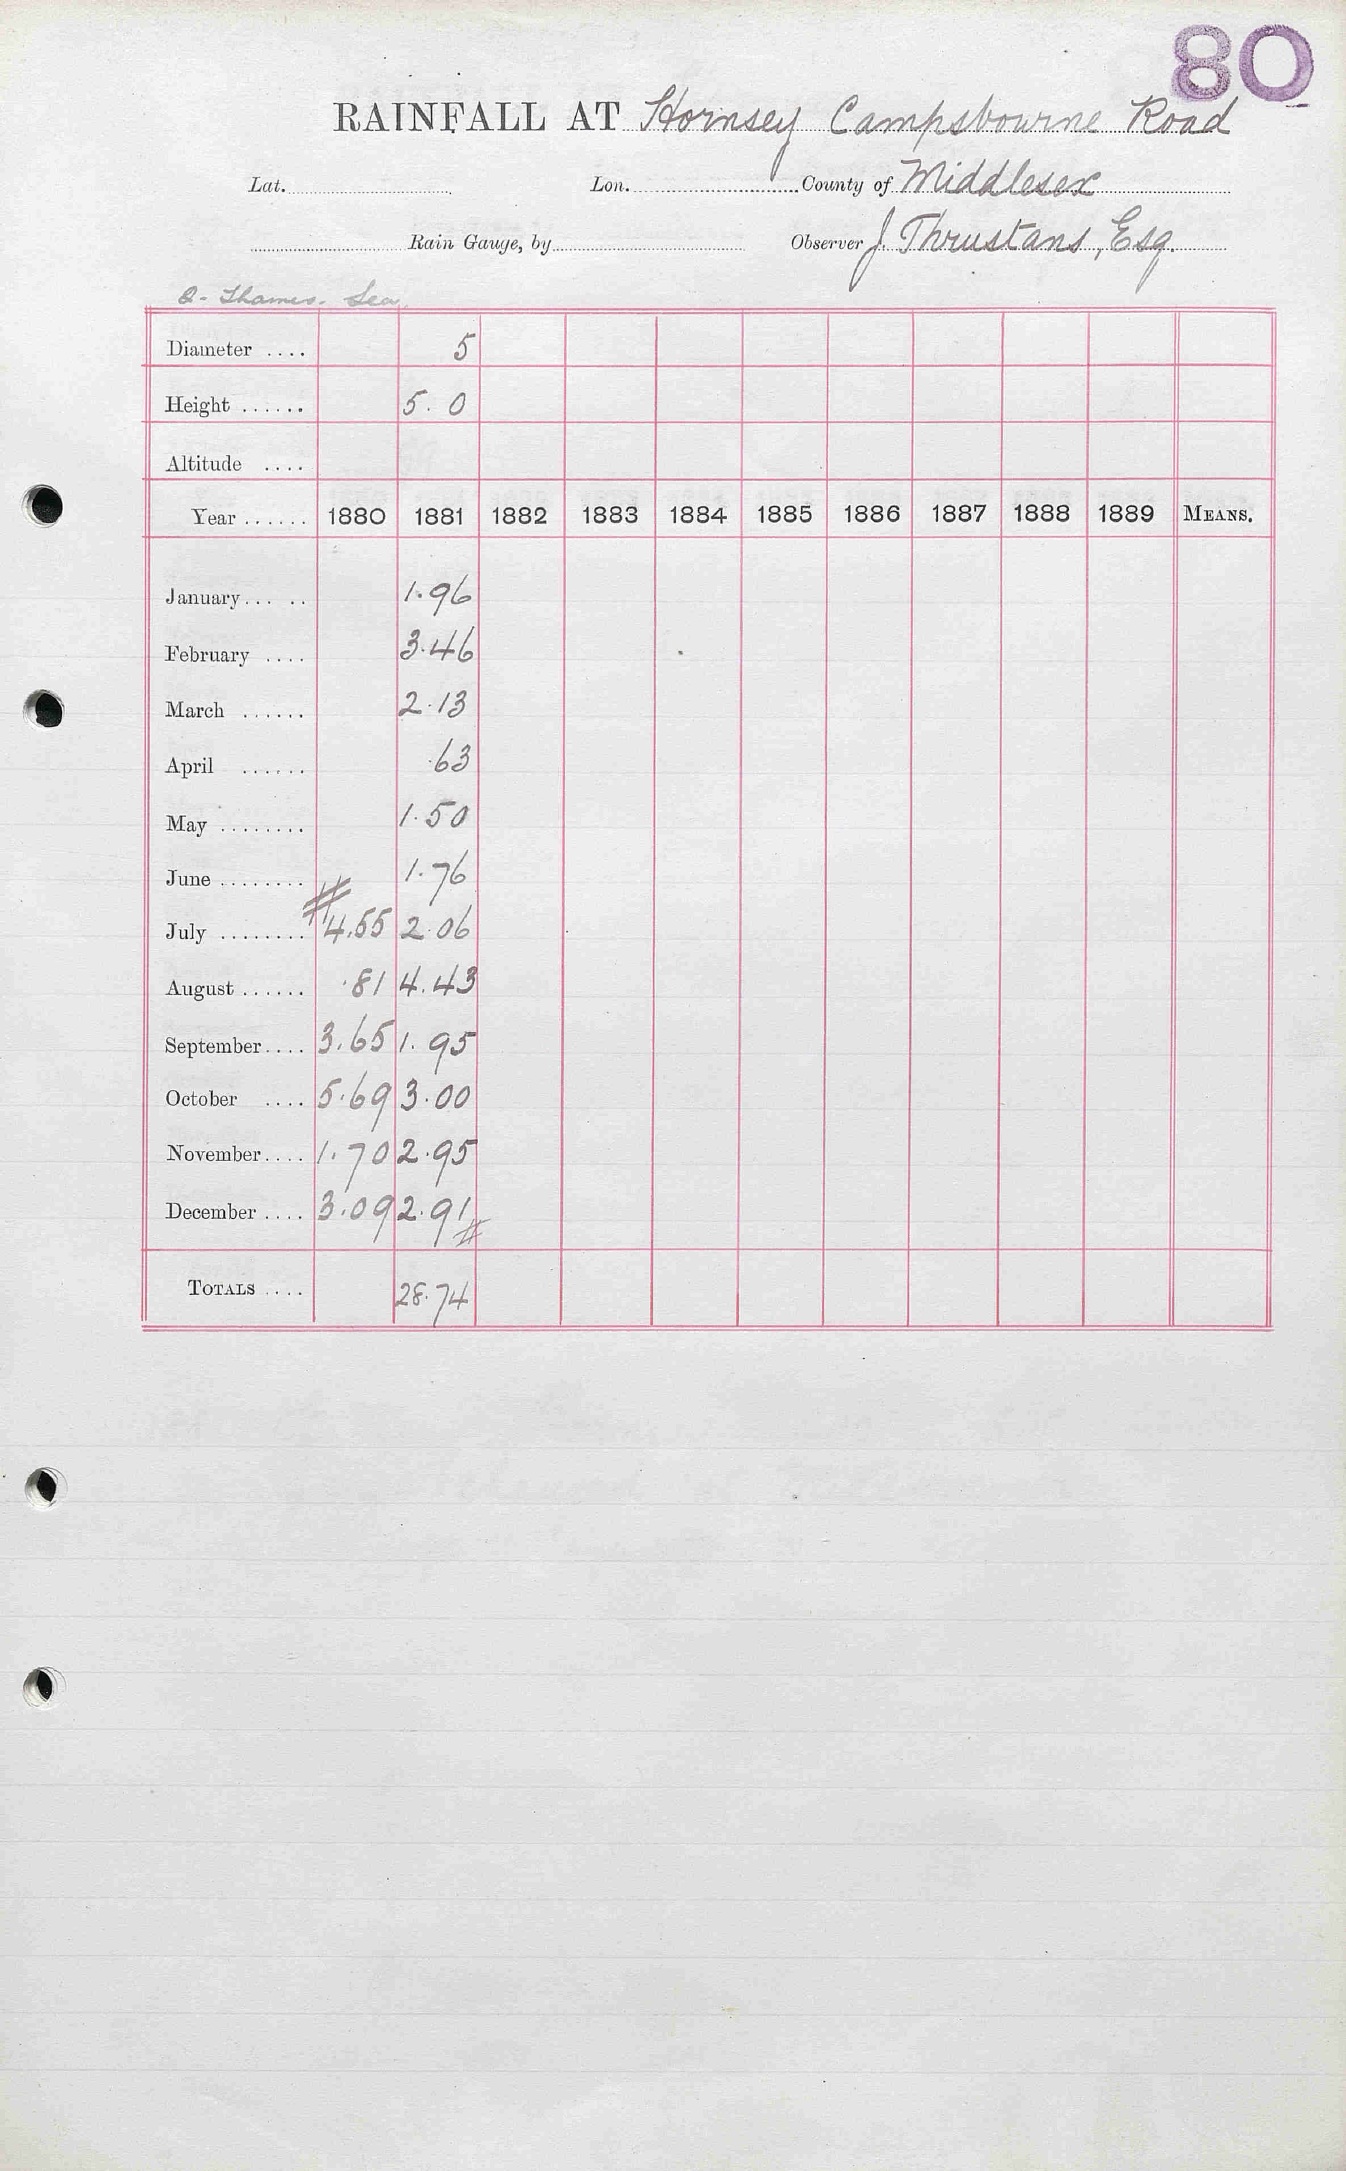 80
RAINFALL AT Hornsey Campsbourne Road
Lat. Lon. County of Middlesex
Rain Gauge, by Observer J. Thrustans, Esq.
Q - Thames - Lea
Diameter .... 5
Height ...... 5. 0
Altitude ....
Year ...... 1880 1881 1882 1883 1884 1885 1886 1887 1888 1889 MEANS.
January... .. 1.96
February .... 3.46
March ...... 2.13
April ...... .63
May ........ 1.50
June ........ 1.76
July ........ # 4.55 2.06
August ...... .81 4.43
September.... 3.65 1.95
October .... 5.69 3.00
November.... 1.70 2.95
December .... 3.09 2.91 #
TOTALS .... 28.74